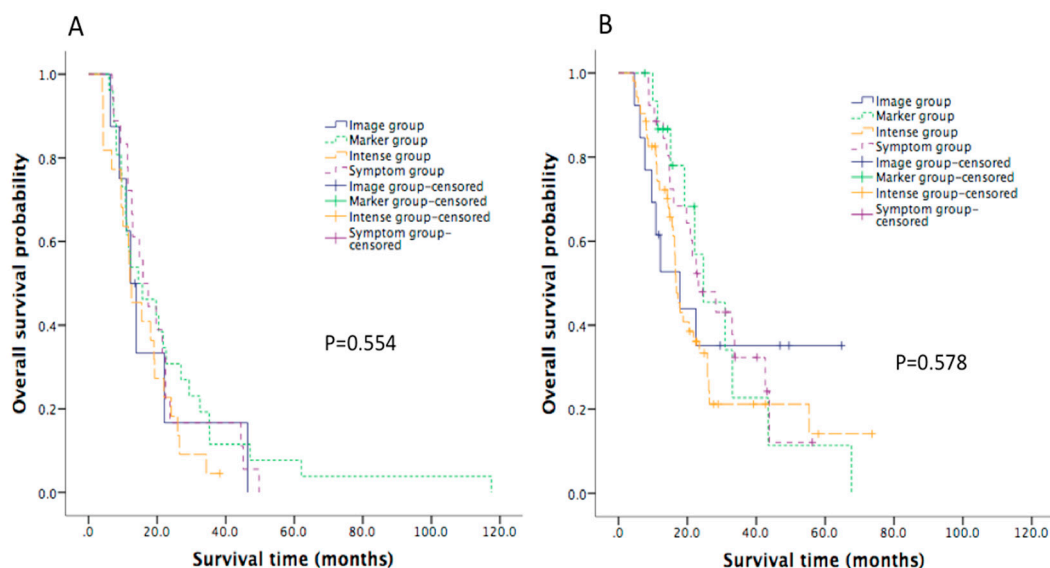 A
Overall survival probability
1.0
0.8
0.6
0.4
0.2
0.0
Image group
Marker group
Intense group
Symptom group
Image group-censored
Marker group-censored
Intense group-censored
Symptom group-
censored
P=0.554
.0 20.0 40.0 60.0 80.0 100.0 120.0
Survival time (months)
B
Overall survival probability
1.0
0.8
0.6
0.4
0.2
0.0
Image group
Marker group
Intense group
Symptom group
Image group-censored
Marker group-censored
Intense group-censored
Symptom group-
censored
P=0.578
.0 20.0 40.0 60.0 80.0 100.0 120.0
Survival time (months)